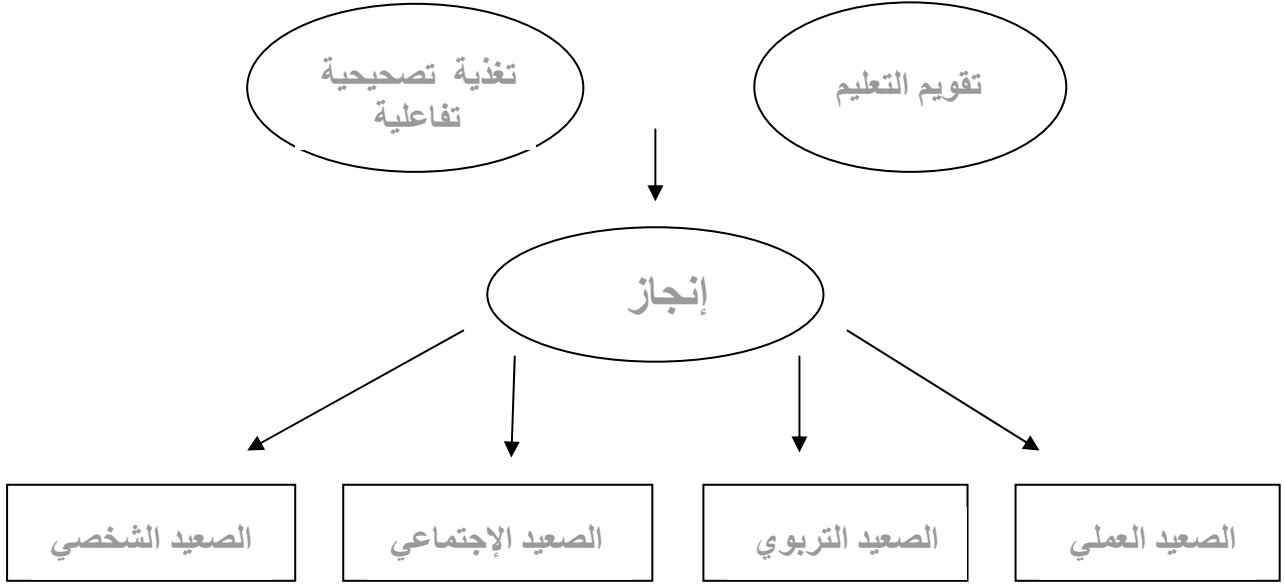 تقويم التعليم
تغذية تصحيحية
تفاعلية
إنجاز
الصعيد العملي
الصعيد التربوي
الصعيد الإجتماعي
الصعيد الشخصي